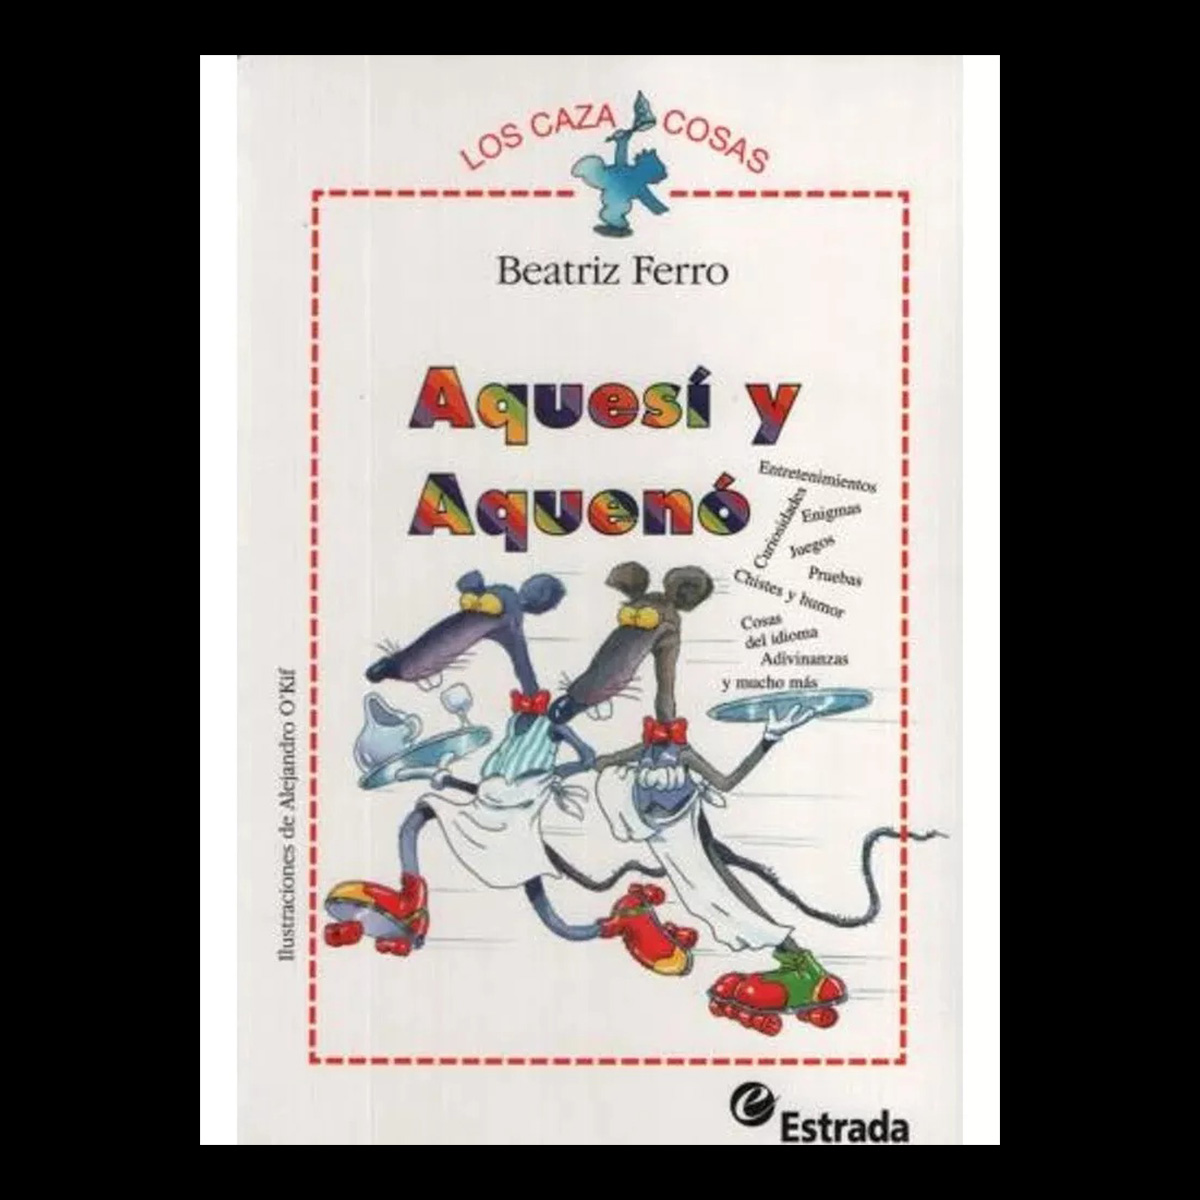 LOS CAZA COSAS
Beatriz Ferro
Aquesí y
Aquenó
Entretenimientos
Curiosidades
Enigmas
Juegos
Pruebas
Chistes y humor
Cosas
del idioma
Adivinanzas
y mucho más
Ilustraciones de Alejandro O'Kif
e
Estrada